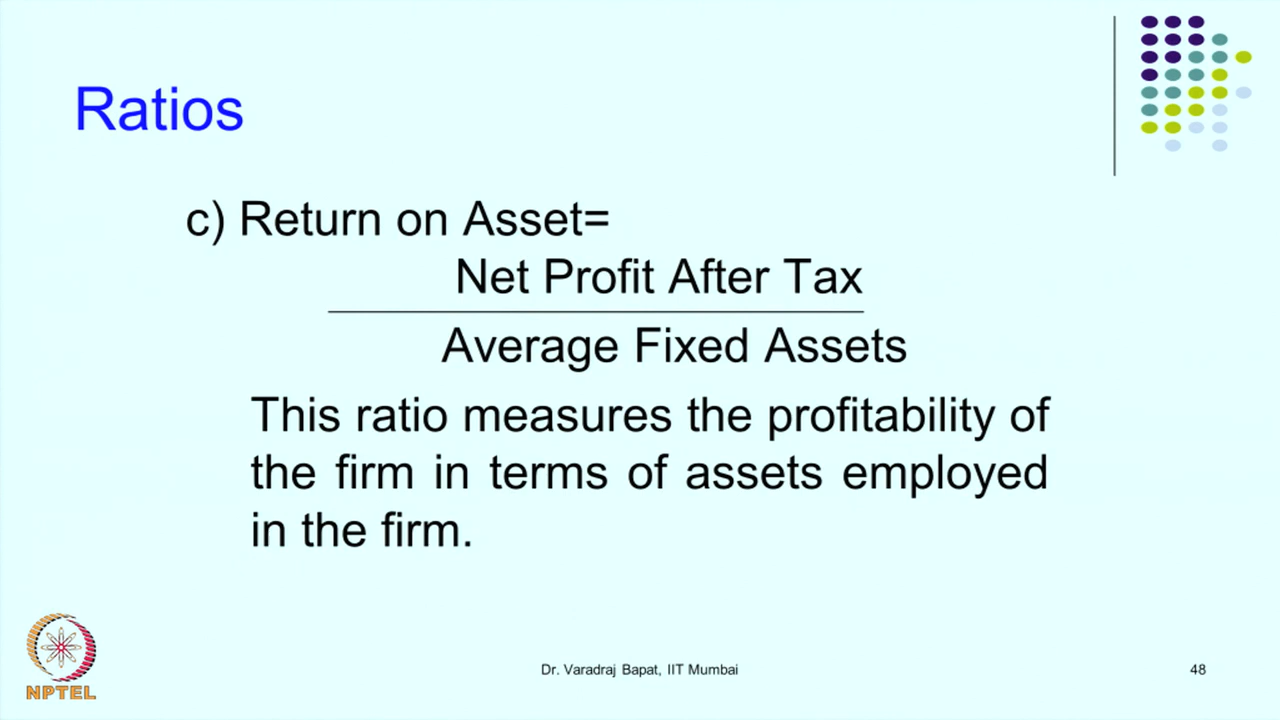 Ratios
c) Return on Asset=
Net Profit After Tax
Average Fixed Assets
This ratio measures the profitability of
the firm in terms of assets employed
in the firm.
NPTEL
Dr. Varadraj Bapat, IIT Mumbai
48